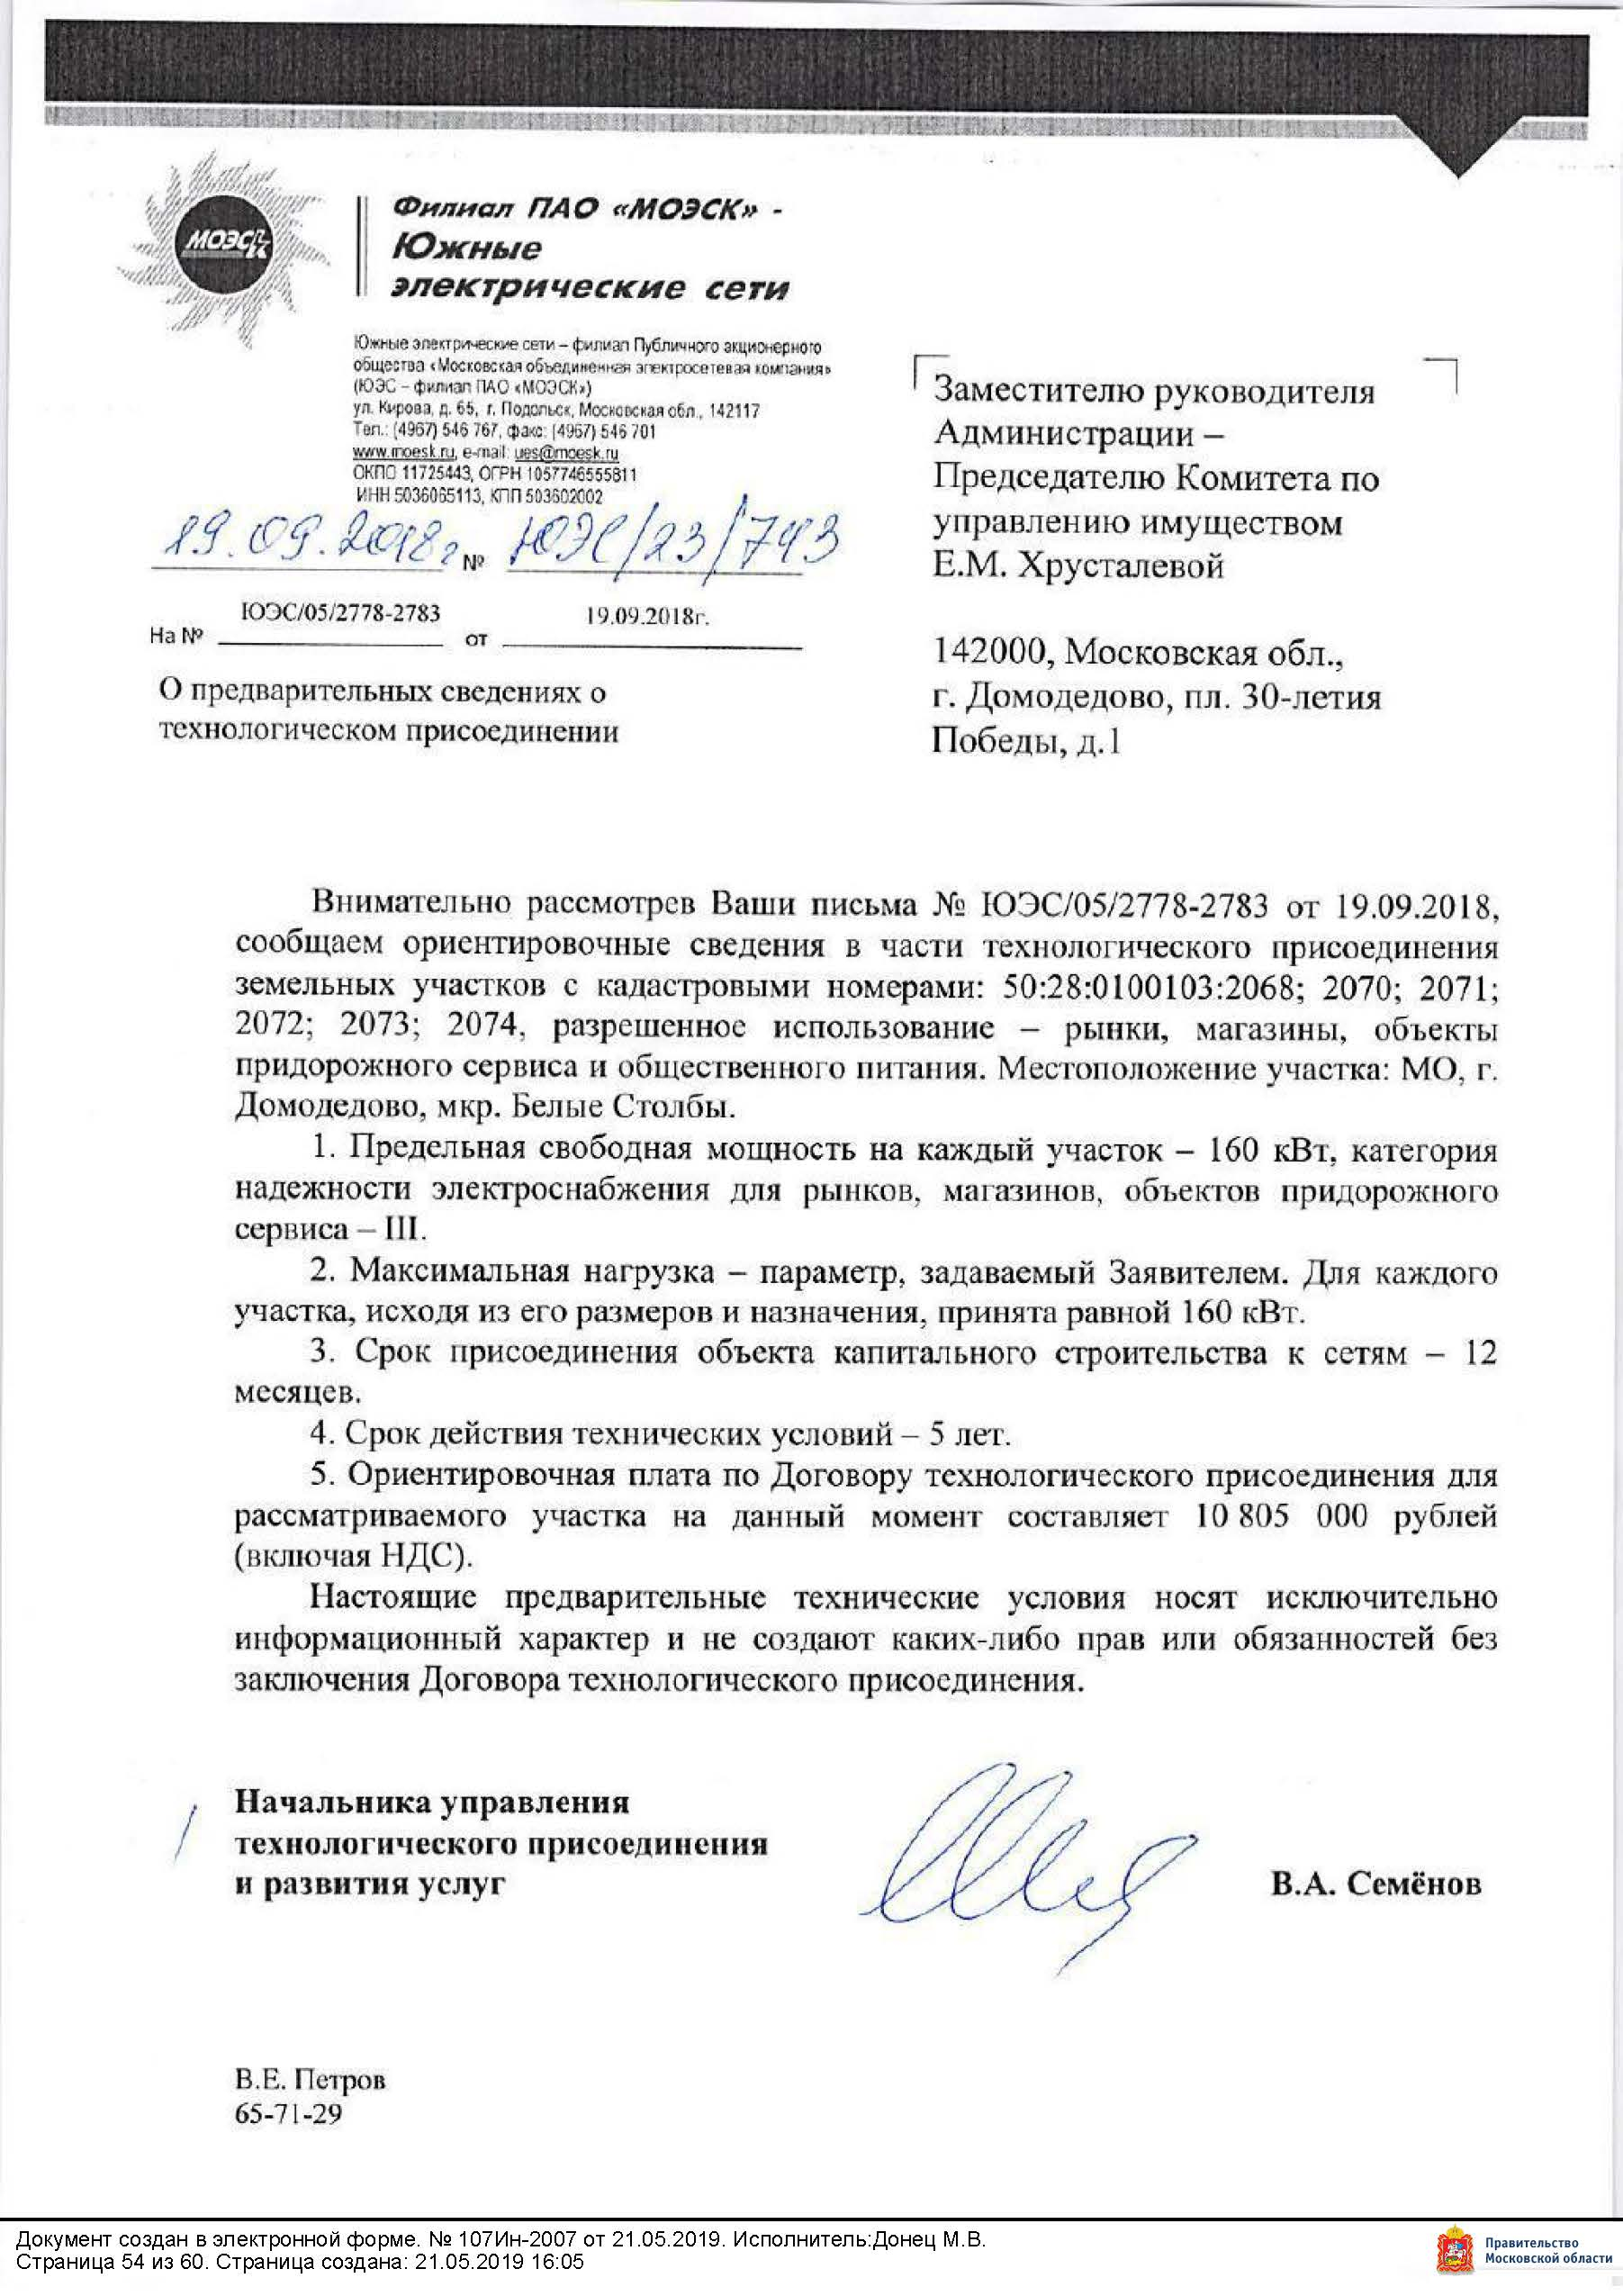 МОЭСК
Филиал ПАО «МОЭСК» -
Южные
электрические сети
Южные электрические сети – филиал Публичного акционерного
общества «Московская объединенная электросетевая компания»
(ЮЭС – филиал ПАО «МОЭСК»)
ул. Кирова, д. 65, г. Подольск, Московская обл., 142117
Тел.: (4967) 546 767, факс: (4967) 546 701
www.moesk.ru, e-mail: ues@moesk.ru
ОКПО 11725443, ОГРН 1057746555811
ИНН 5036065113, КПП 503602002
19.09.2018г № ЮЭС/23/743
На № ЮЭС/05/2778-2783 от 19.09.2018г.
О предварительных сведениях о
технологическом присоединении
Заместителю руководителя
Администрации –
Председателю Комитета по
управлению имуществом
Е.М. Хрусталевой
142000, Московская обл.,
г. Домодедово, пл. 30-летия
Победы, д.1
Внимательно рассмотрев Ваши письма № ЮЭС/05/2778-2783 от 19.09.2018,
сообщаем ориентировочные сведения в части технологического присоединения
земельных участков с кадастровыми номерами: 50:28:0100103:2068; 2070; 2071;
2072; 2073; 2074, разрешенное использование – рынки, магазины, объекты
придорожного сервиса и общественного питания. Местоположение участка: МО, г.
Домодедово, мкр. Белые Столбы.
1. Предельная свободная мощность на каждый участок – 160 кВт, категория
надежности электроснабжения для рынков, магазинов, объектов придорожного
сервиса – III.
2. Максимальная нагрузка – параметр, задаваемый Заявителем. Для каждого
участка, исходя из его размеров и назначения, принята равной 160 кВт.
3. Срок присоединения объекта капитального строительства к сетям – 12
месяцев.
4. Срок действия технических условий – 5 лет.
5. Ориентировочная плата по Договору технологического присоединения для
рассматриваемого участка на данный момент составляет 10 805 000 рублей
(включая НДС).
Настоящие предварительные технические условия носят исключительно
информационный характер и не создают каких-либо прав или обязанностей без
заключения Договора технологического присоединения.
Начальника управления
технологического присоединения
и развития услуг
В.А. Семёнов
В.Е. Петров
65-71-29
Документ создан в электронной форме. № 107Ин-2007 от 21.05.2019. Исполнитель:Донец М.В.
Страница 54 из 60. Страница создана: 21.05.2019 16:05
Правительство
Московской области